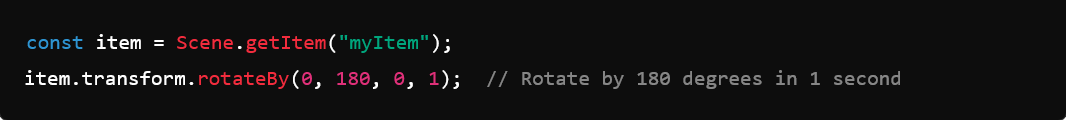 const item = Scene.getItem("myItem");
item.transform.rotateBy(0, 180, 0, 1);  // Rotate by 180 degrees in 1 second